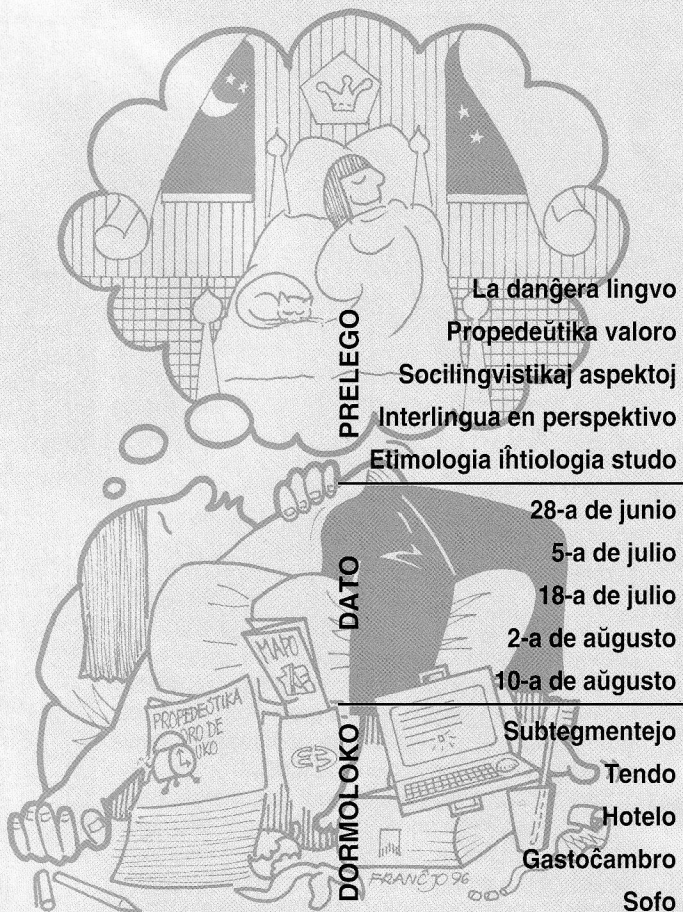 PRELEGO
La danĝera lingvo
Propedeŭtika valoro
Socilingvistikaj aspektoj
Interlingua en perspektivo
Etimologia iĥtiologia studo
DATO
28-a de junio
5-a de julio
18-a de julio
2-a de aŭgusto
10-a de aŭgusto
DORMOLOKO
Subtegmentejo
Tendo
Hotelo
Gastoĉambro
Sofo
MAPO
PROPEDEŬTIKA
DE
FRANĈJO 96